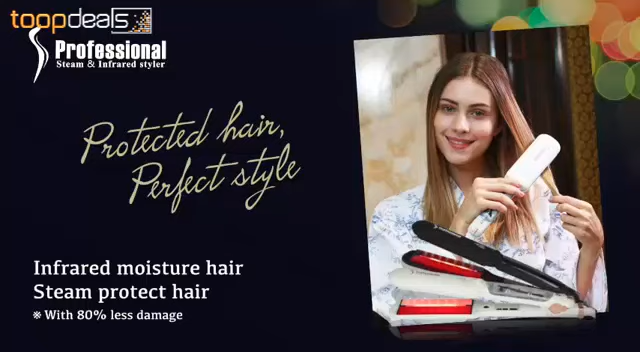 toopdeals
Professional
Steam & Infrared styler
Protected hair,
Perfect style
Infrared moisture hair
Steam protect hair
※ With 80% less damage